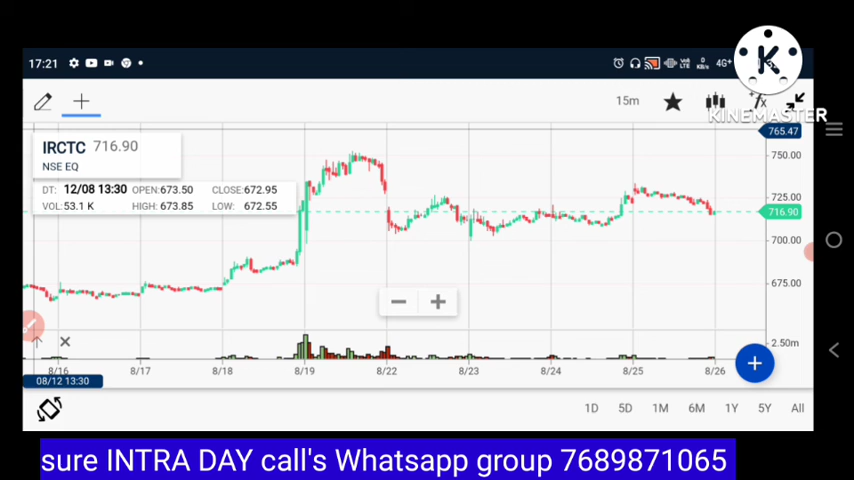 17:21
4G+
KINEMASTER
15m
IRCTC 716.90
NSE EQ
DT: 12/08 13:30 OPEN:673.50 CLOSE:672.95
VOL:53.1 K HIGH: 673.85 LOW: 672.55
765.47
750.00
725.00
716.90
700.00
675.00
2.50m
8/16 8/17 8/18 8/19 8/22 8/23 8/24 8/25 8/26
08/12 13:30
1D 5D 1M 6M 1Y 5Y All
sure INTRA DAY call's Whatsapp group 7689871065